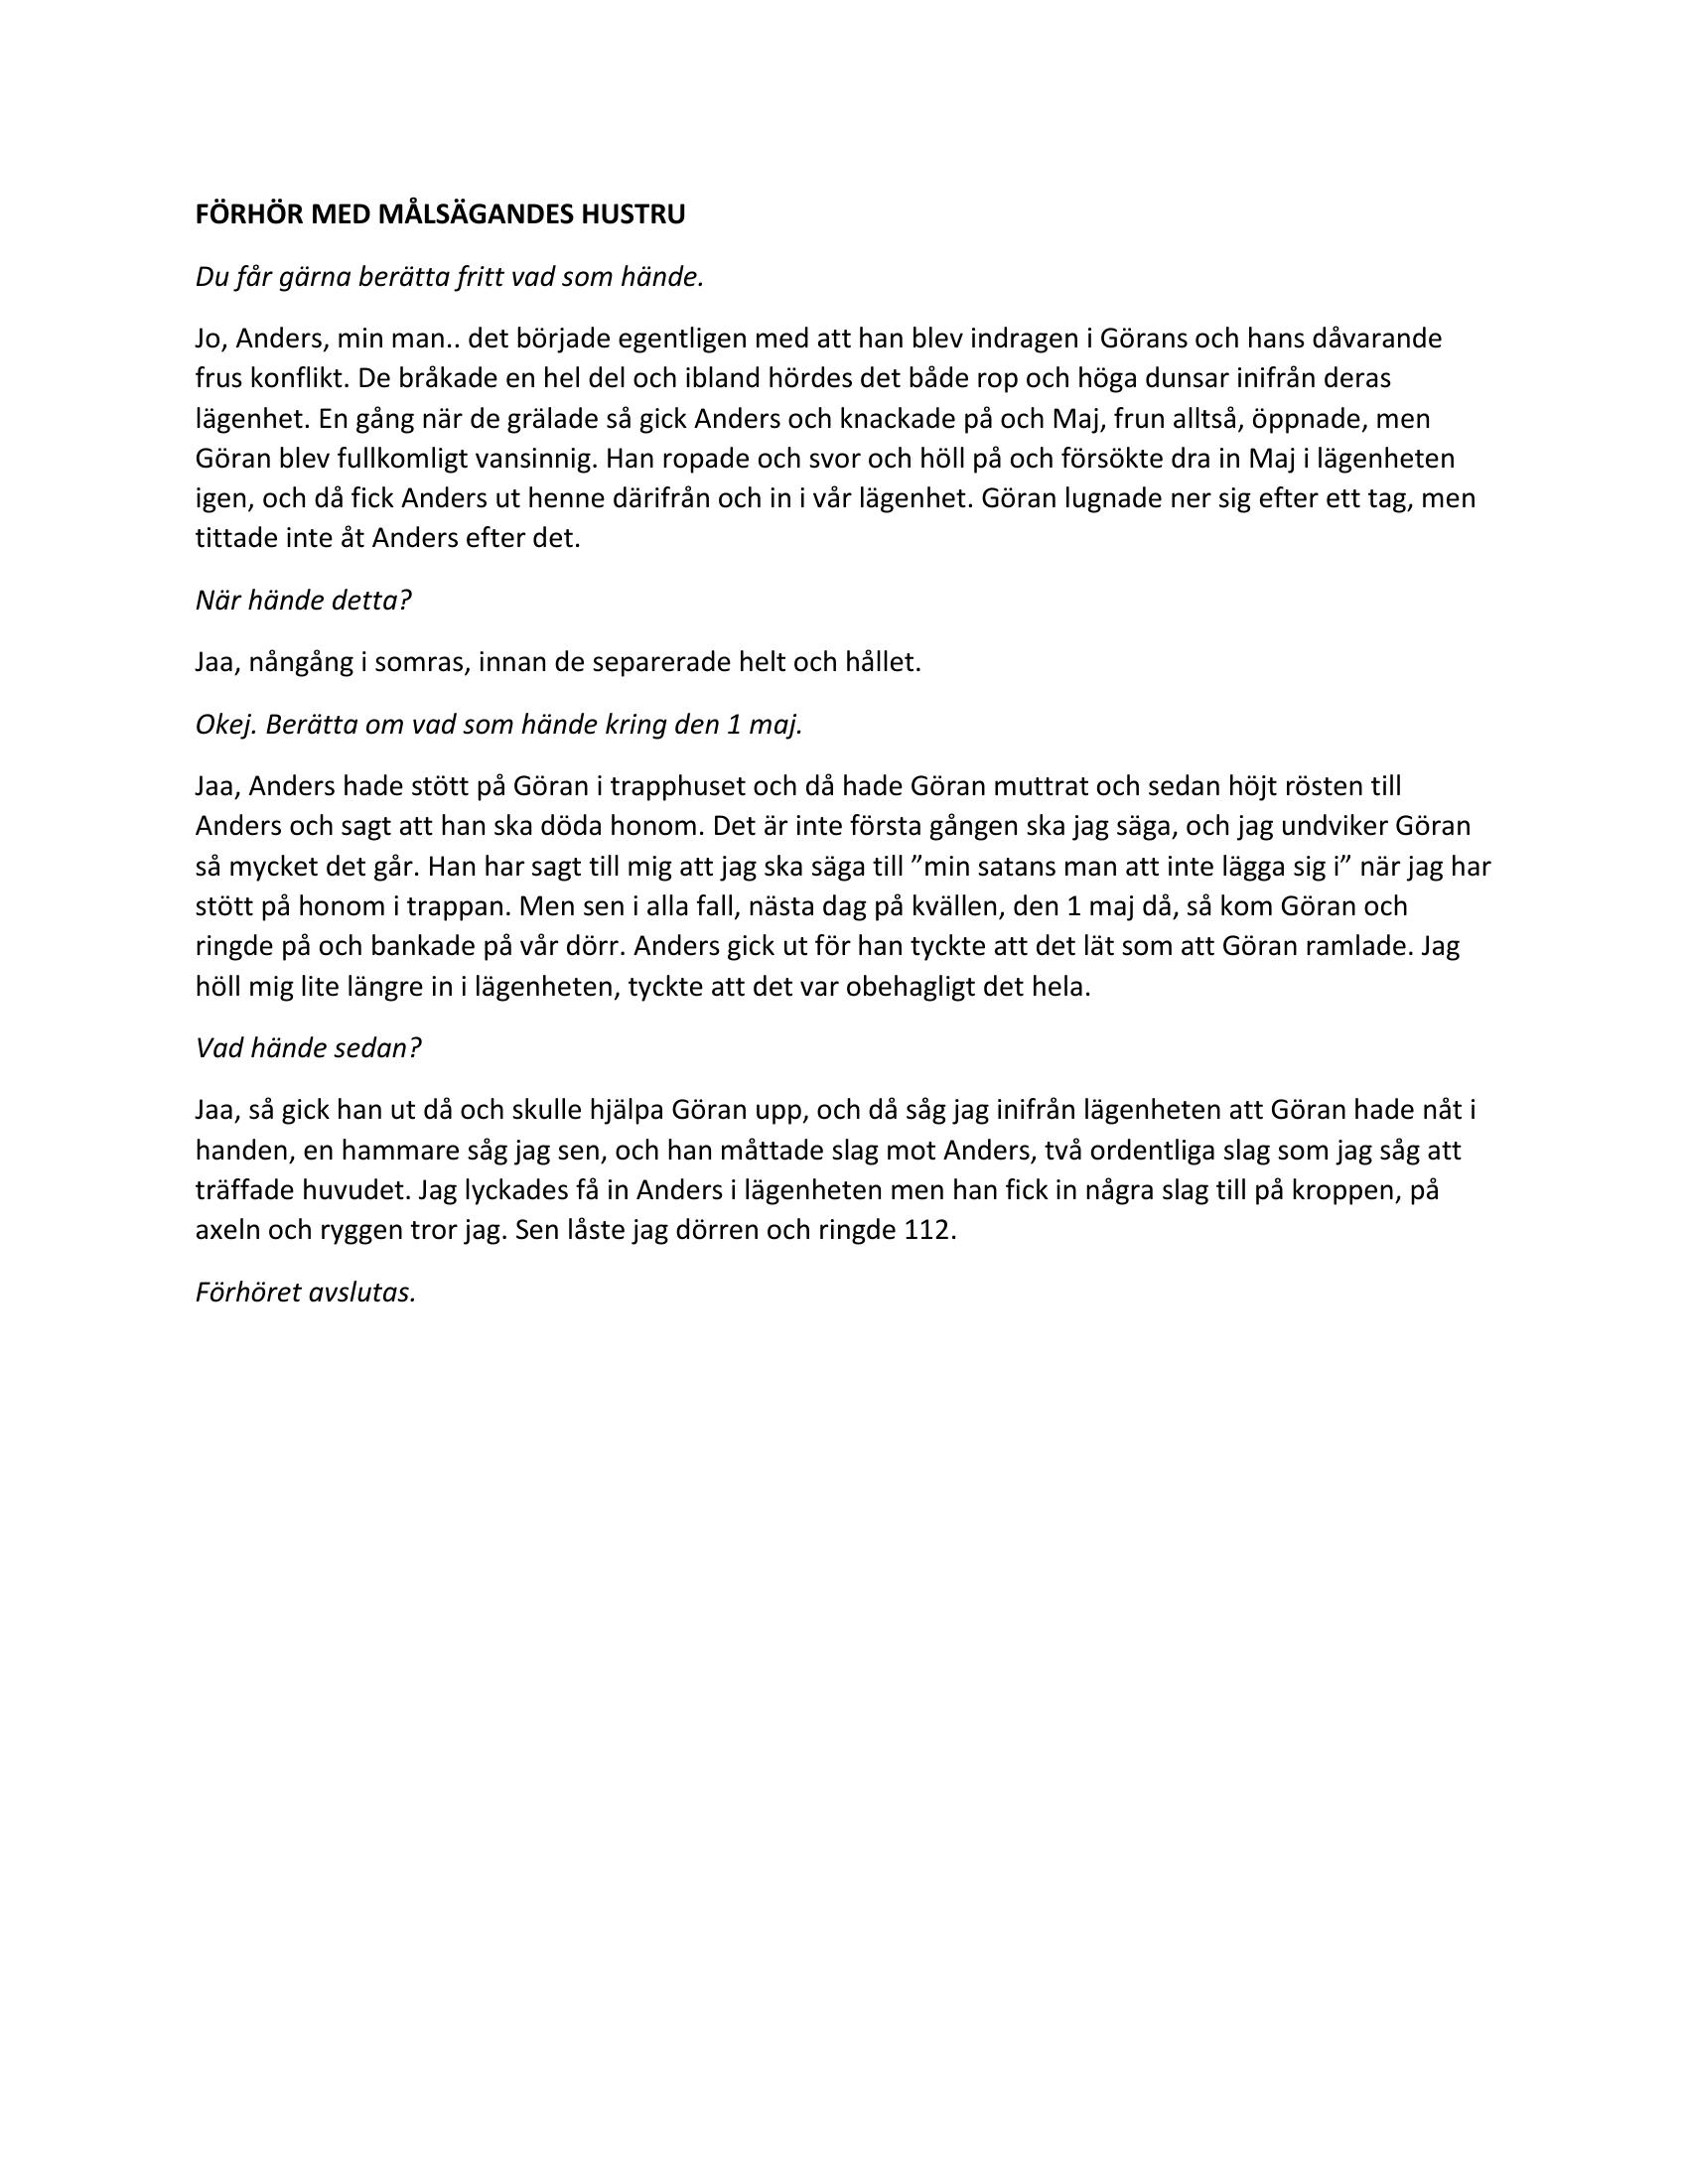 FÖRHÖR MED MÅLSÄGANDES HUSTRU
Du får gärna berätta fritt vad som hände.
Jo, Anders, min man.. det började egentligen med att han blev indragen i Görans och hans dåvarande
frus konflikt. De bråkade en hel del och ibland hördes det både rop och höga dunsar inifrån deras
lägenhet. En gång när de grälade så gick Anders och knackade på och Maj, frun alltså, öppnade, men
Göran blev fullkomligt vansinnig. Han ropade och svor och höll på och försökte dra in Maj i lägenheten
igen, och då fick Anders ut henne därifrån och in i vår lägenhet. Göran lugnade ner sig efter ett tag, men
tittade inte åt Anders efter det.
När hände detta?
Jaa, nångång i somras, innan de separerade helt och hållet.
Okej. Berätta om vad som hände kring den 1 maj.
Jaa, Anders hade stött på Göran i trapphuset och då hade Göran muttrat och sedan höjt rösten till
Anders och sagt att han ska döda honom. Det är inte första gången ska jag säga, och jag undviker Göran
så mycket det går. Han har sagt till mig att jag ska säga till ”min satans man att inte lägga sig i” när jag har
stött på honom i trappan. Men sen i alla fall, nästa dag på kvällen, den 1 maj då, så kom Göran och
ringde på och bankade på vår dörr. Anders gick ut för han tyckte att det lät som att Göran ramlade. Jag
höll mig lite längre in i lägenheten, tyckte att det var obehagligt det hela.
Vad hände sedan?
Jaa, så gick han ut då och skulle hjälpa Göran upp, och då såg jag inifrån lägenheten att Göran hade nåt i
handen, en hammare såg jag sen, och han måttade slag mot Anders, två ordentliga slag som jag såg att
träffade huvudet. Jag lyckades få in Anders i lägenheten men han fick in några slag till på kroppen, på
axeln och ryggen tror jag. Sen låste jag dörren och ringde 112.
Förhöret avslutas.